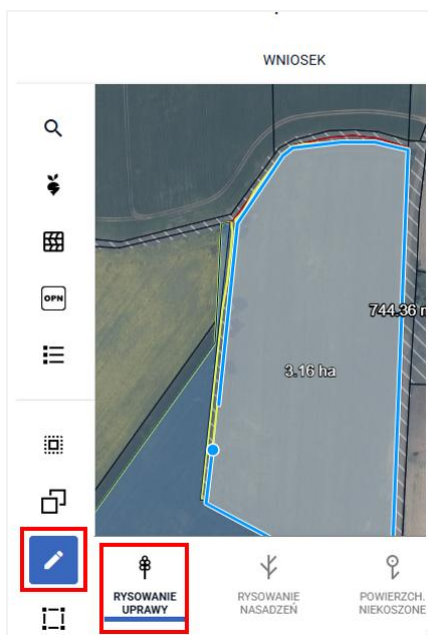 WNIOSEK
OPN
744.36 m
3.16 ha
RYSOWANIE
UPRAWY
RYSOWANIE
NASADZEŃ
POWIERZCH.
NIEKOSZONE